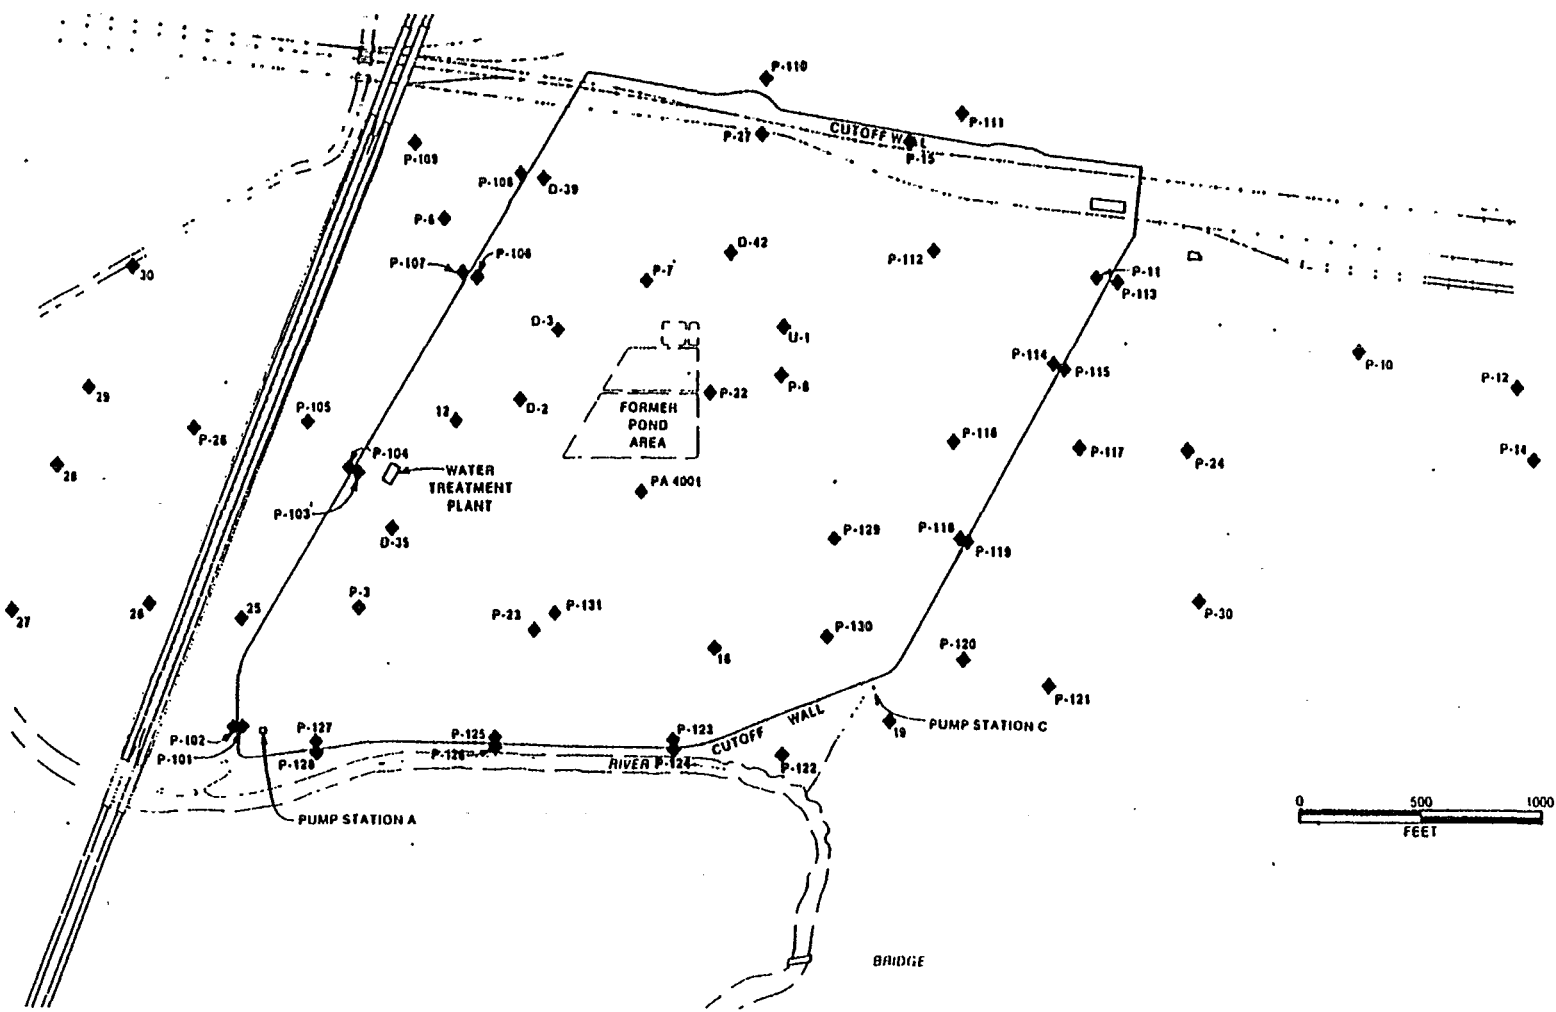 P-110
P-111
P-27
CUTOFF WALL
P-15
P-109
P-108
D-39
P-6
D-42
P-112
P-107
P-106
P-7
P-11
P-113
30
D-3
U-1
P-114
P-115
P-10
P-12
P-8
P-22
29
P-105
12
D-2
FORMER
POND
AREA
P-26
P-116
P-117
P-24
P-14
28
P-104
WATER
TREATMENT
PLANT
PA 4001
P-103
D-35
P-129
P-118
P-119
27
26
25
P-3
P-23
P-131
P-130
P-30
16
P-120
P-121
P-102
P-101
P-127
P-128
P-125
P-126
P-123
P-124
CUTOFF WALL
RIVER
P-122
19
PUMP STATION C
PUMP STATION A
0 500 1000
FEET
BRIDGE